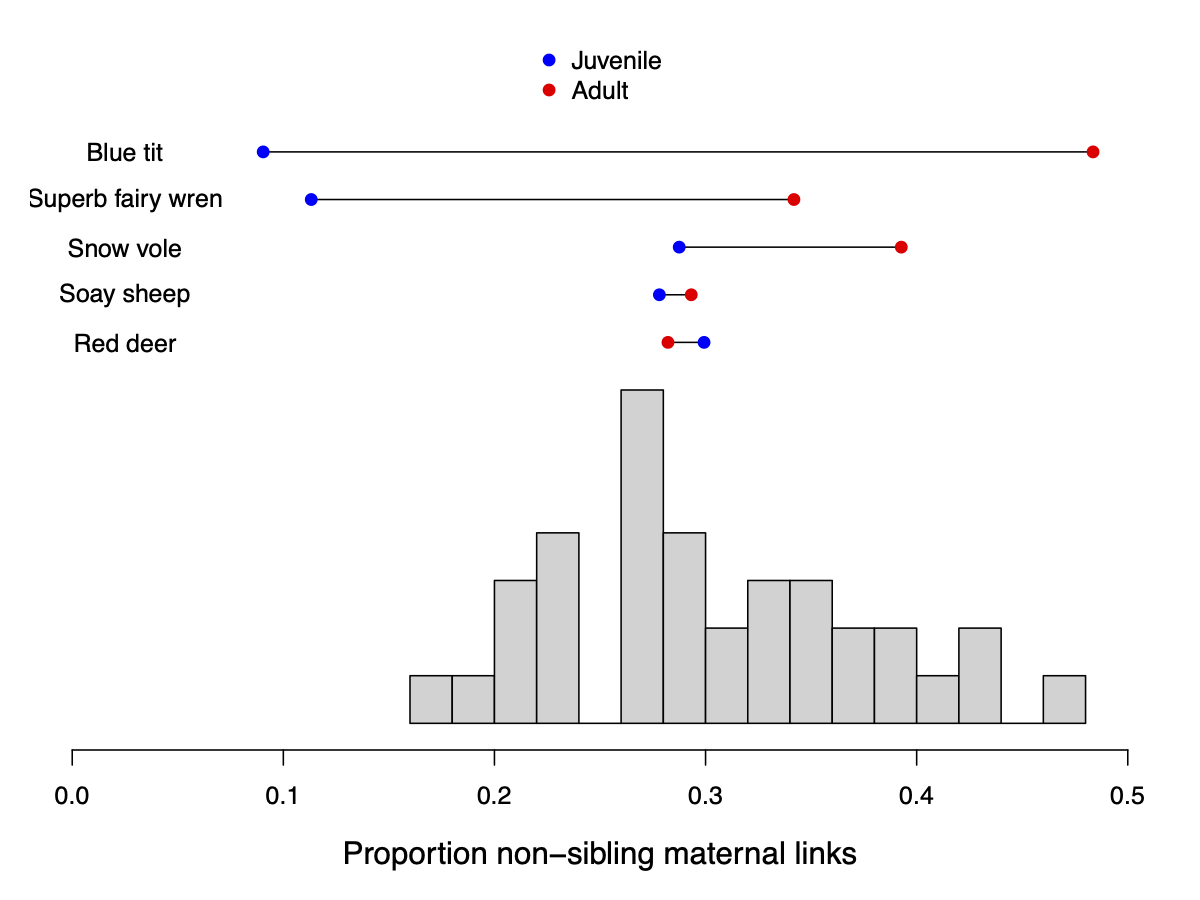 Juvenile
Adult
Blue tit
Superb fairy wren
Snow vole
Soay sheep
Red deer
0.0 0.1 0.2 0.3 0.4 0.5
Proportion non−sibling maternal links